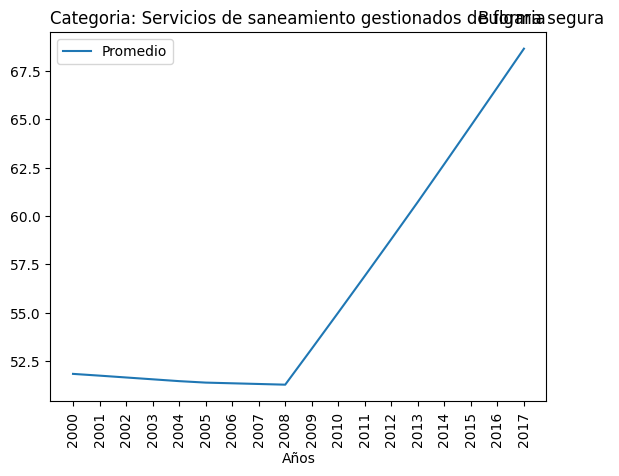 Categoria: Servicios de saneamiento gestionados de forma segura
Bulgaria
Promedio
67.5
65.0
62.5
60.0
57.5
55.0
52.5
2000 2001 2002 2003 2004 2005 2006 2007 2008 2009 2010 2011 2012 2013 2014 2015 2016 2017
Años